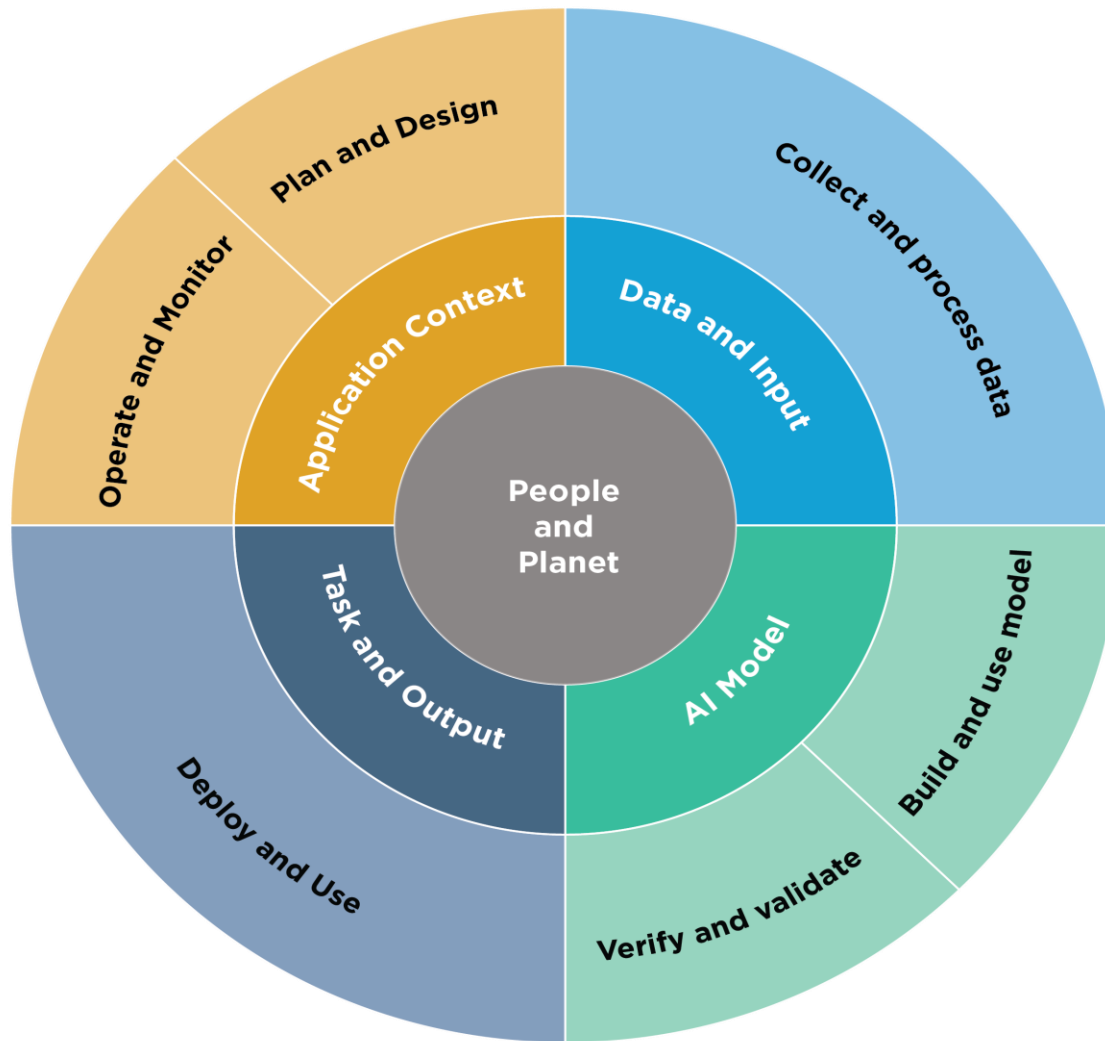 Plan and Design
Collect and process data
Operate and Monitor
Application Context
Data and Input
People
and
Planet
Task and Output
AI Model
Build and use model
Deploy and Use
Verify and validate